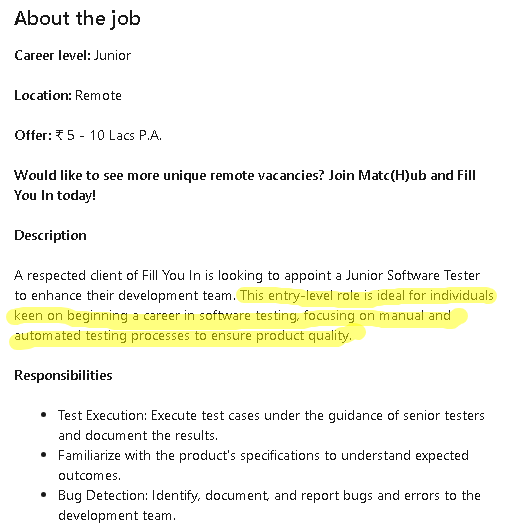 About the job
Career level: Junior
Location: Remote
Offer: ₹ 5 - 10 Lacs P.A.
Would like to see more unique remote vacancies? Join Matc(H)ub and Fill
You In today!
Description
A respected client of Fill You In is looking to appoint a Junior Software Tester
to enhance their development team. This entry-level role is ideal for individuals
keen on beginning a career in software testing, focusing on manual and
automated testing processes to ensure product quality.
Responsibilities
• Test Execution: Execute test cases under the guidance of senior testers
and document the results.
• Familiarize with the product's specifications to understand expected
outcomes.
• Bug Detection: Identify, document, and report bugs and errors to the
development team.